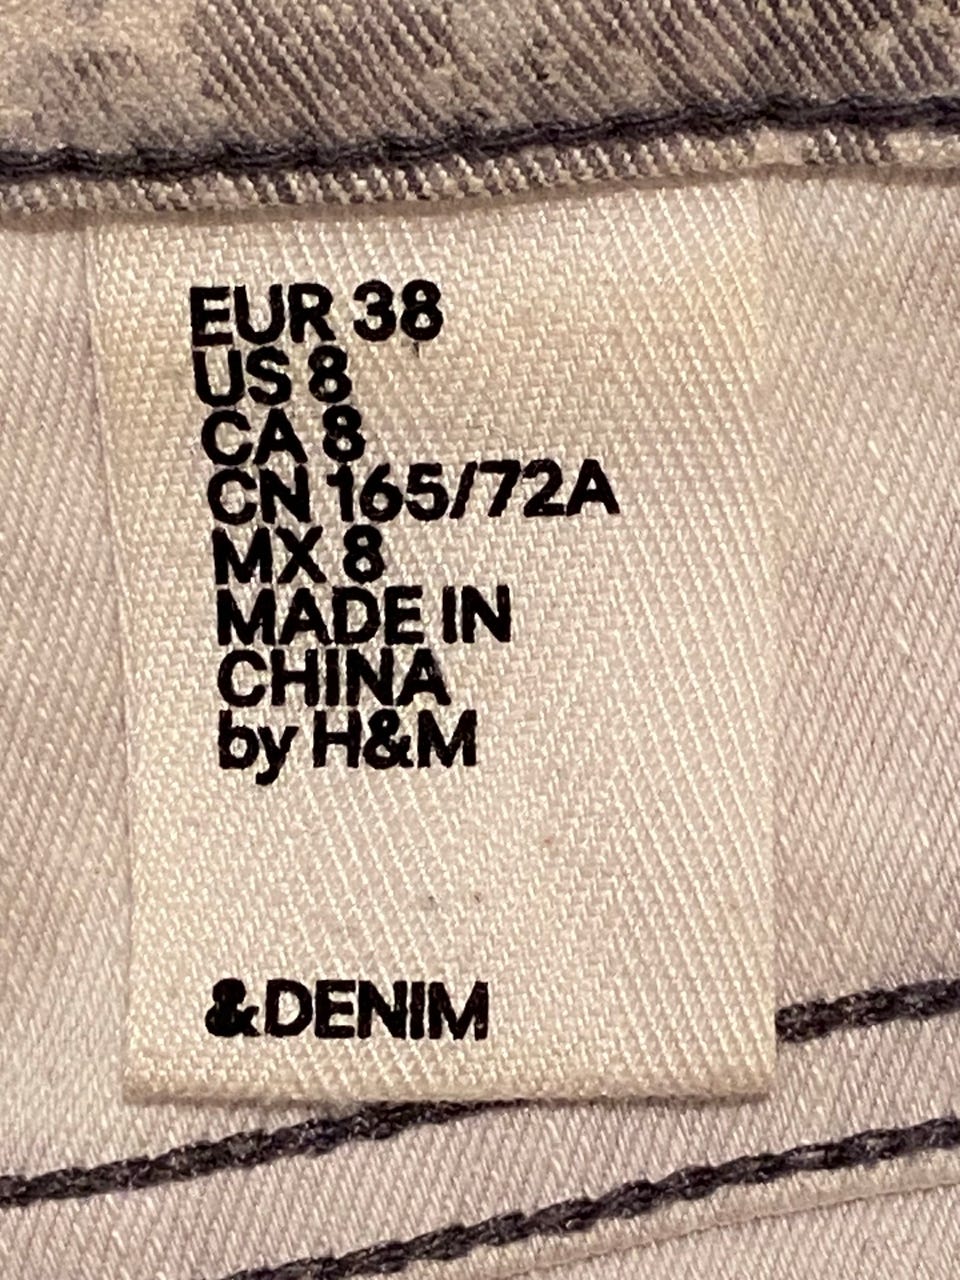 EUR 38
US 8
CA 8
CN 165/72A
MX 8
MADE IN
CHINA
by H&M
&DENIM